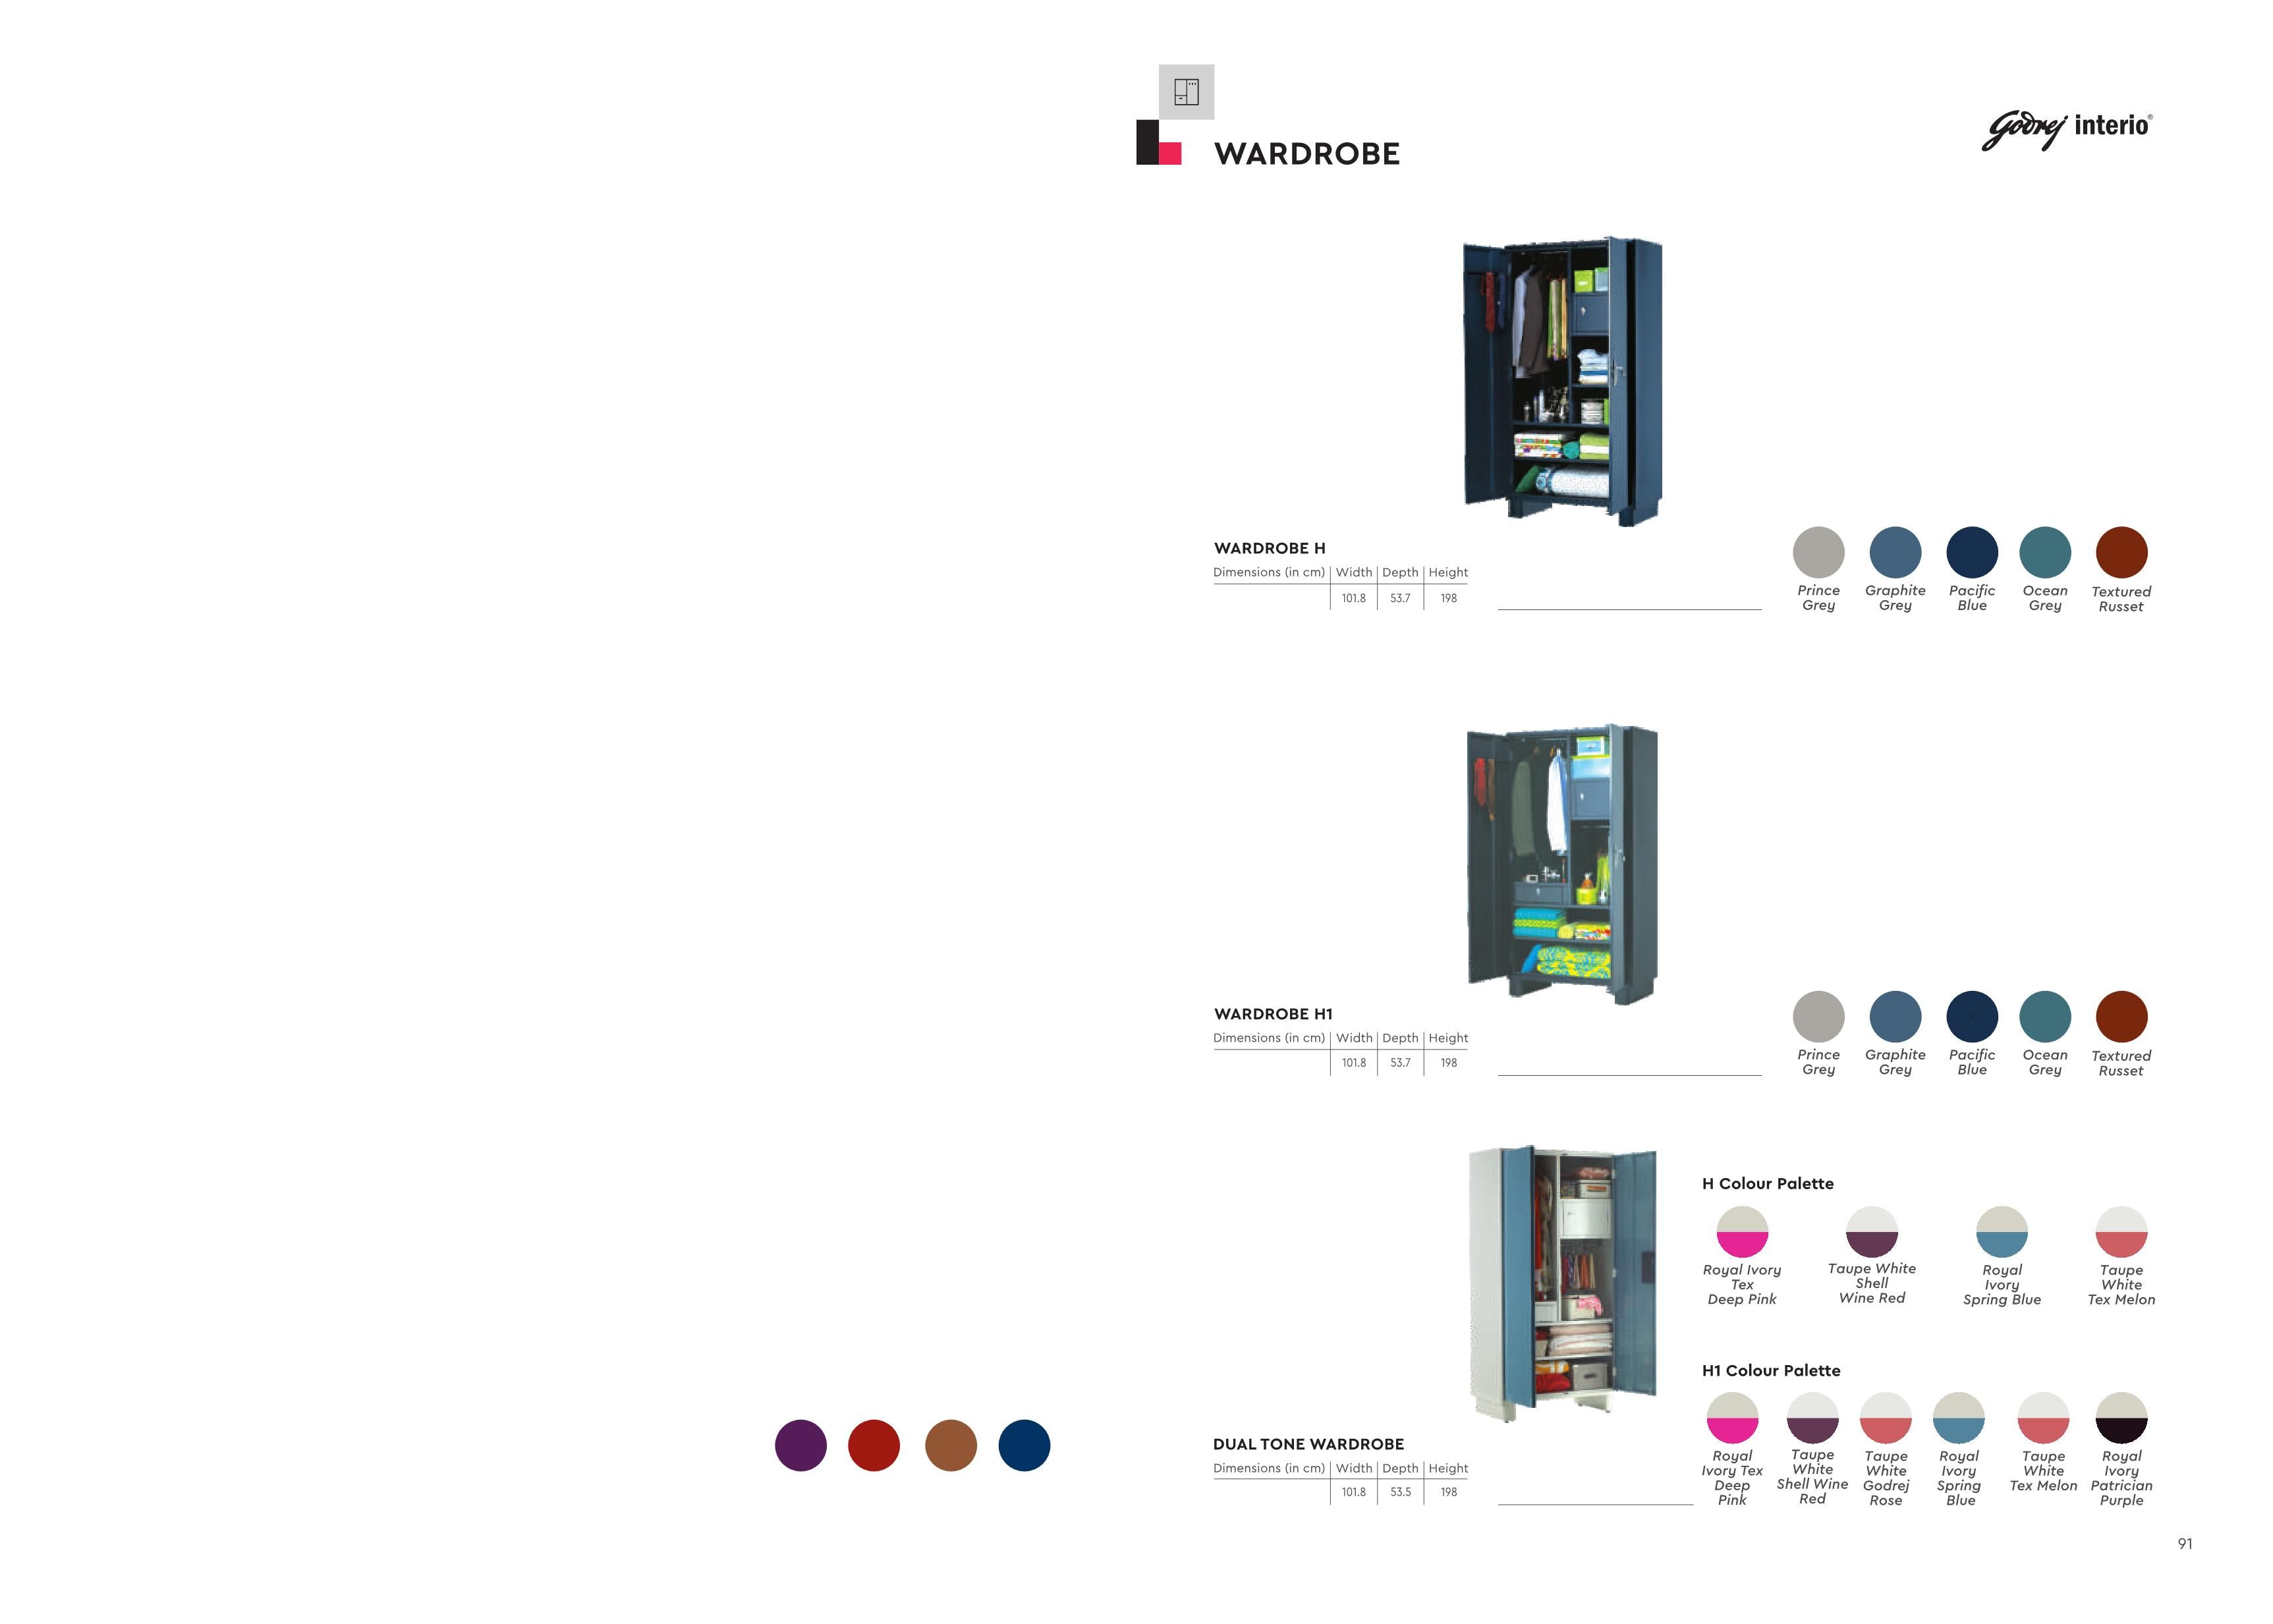 WARDROBE
Godrej interio®
WARDROBE H
Dimensions (in cm) Width Depth Height
101.8 53.7 198
Prince
Grey
Graphite
Grey
Pacific
Blue
Ocean
Grey
Textured
Russet
WARDROBE H1
Dimensions (in cm) Width Depth Height
101.8 53.7 198
Prince
Grey
Graphite
Grey
Pacific
Blue
Ocean
Grey
Textured
Russet
H Colour Palette
Royal Ivory
Tex
Deep Pink
Taupe White
Shell
Wine Red
Royal
Ivory
Spring Blue
Taupe
White
Tex Melon
H1 Colour Palette
Royal
Ivory Tex
Deep
Pink
Taupe
White
Shell Wine
Red
Taupe
White
Godrej
Rose
Royal
Ivory
Spring
Blue
Taupe
White
Tex Melon
Royal
Ivory
Patrician
Purple
DUAL TONE WARDROBE
Dimensions (in cm) Width Depth Height
101.8 53.5 198
91